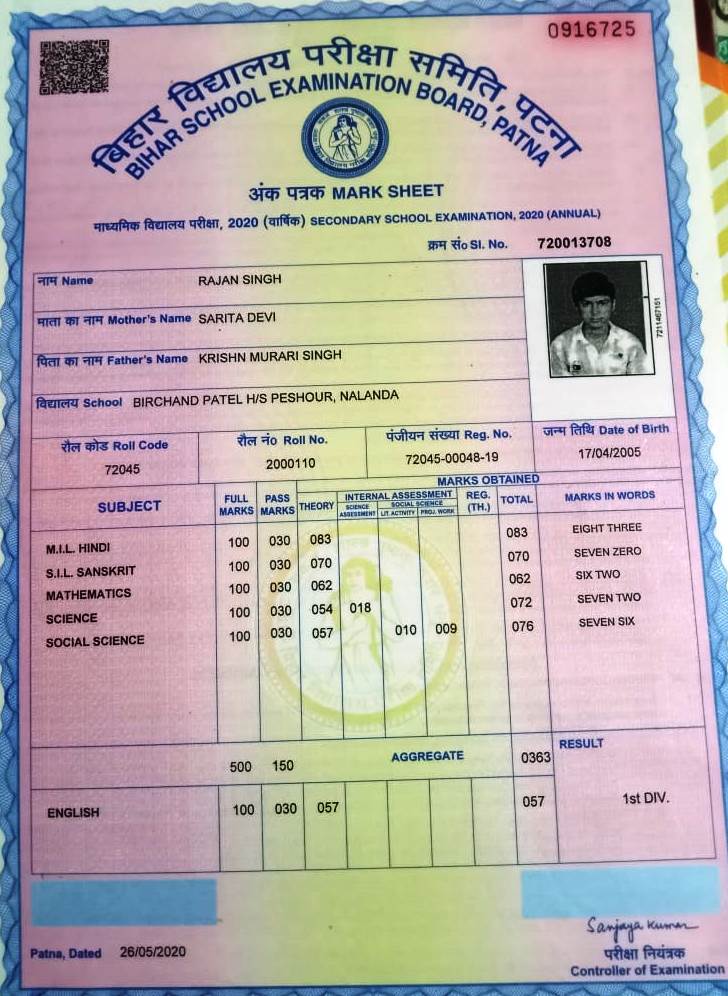 0916725
बिहार विद्यालय परीक्षा समिति, पटना
BIHAR SCHOOL EXAMINATION BOARD, PATNA
अंक पत्रक MARK SHEET
माध्यमिक विद्यालय परीक्षा, 2020 (वार्षिक) SECONDARY SCHOOL EXAMINATION, 2020 (ANNUAL)
क्रम सं० Sl. No. 720013708
नाम Name RAJAN SINGH
माता का नाम Mother's Name SARITA DEVI
7211467151
पिता का नाम Father's Name KRISHN MURARI SINGH
विद्यालय School BIRCHAND PATEL H/S PESHOUR, NALANDA
रौल कोड Roll Code रौल नं० Roll No. पंजीयन संख्या Reg. No. जन्म तिथि Date of Birth
72045 2000110 72045-00048-19 17/04/2005
MARKS OBTAINED
SUBJECT FULL MARKS PASS MARKS THEORY INTERNAL ASSESSMENT REG. (TH.) TOTAL MARKS IN WORDS
SCIENCE ASSESSMENT SOCIAL SCIENCE
LIT. ACTIVITY PROJ. WORK
M.I.L. HINDI 100 030 083 083 EIGHT THREE
S.I.L. SANSKRIT 100 030 070 070 SEVEN ZERO
MATHEMATICS 100 030 062 062 SIX TWO
SCIENCE 100 030 054 018 072 SEVEN TWO
SOCIAL SCIENCE 100 030 057 010 009 076 SEVEN SIX
500 150 AGGREGATE 0363 RESULT
ENGLISH 100 030 057 057 1st DIV.
Sanjaya Kumar
Patna, Dated 26/05/2020 परीक्षा नियंत्रक
Controller of Examination